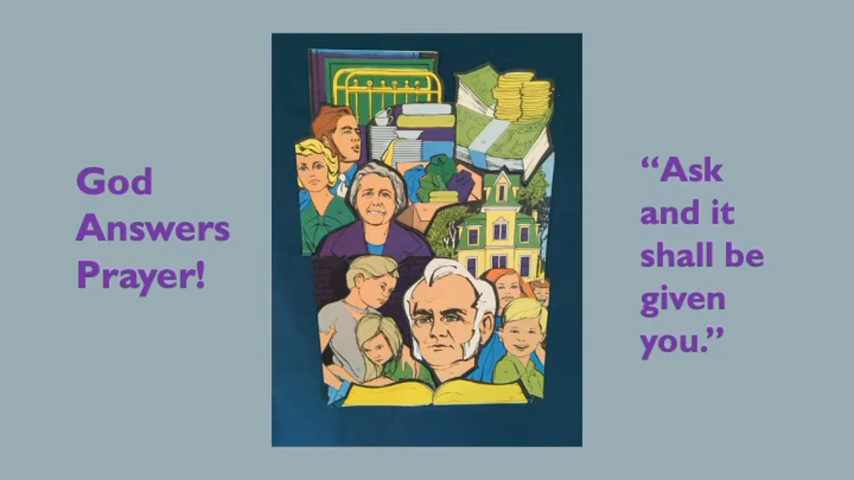 God
Answers
Prayer!
“Ask
and it
shall be
given
you.”